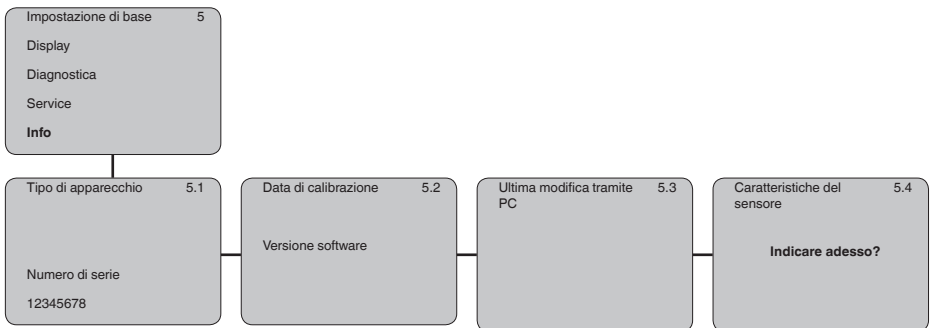 Impostazione di base 5
Display
Diagnostica
Service
Info
Tipo di apparecchio 5.1
Numero di serie
12345678
Data di calibrazione 5.2
Versione software
Ultima modifica tramite 5.3
PC
Caratteristiche del 5.4
sensore
Indicare adesso?